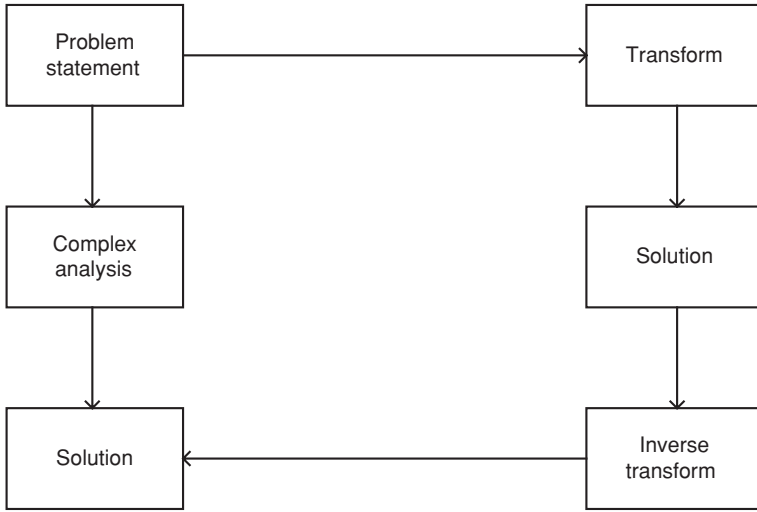 Problem
statement
Transform
Complex
analysis
Solution
Solution
Inverse
transform